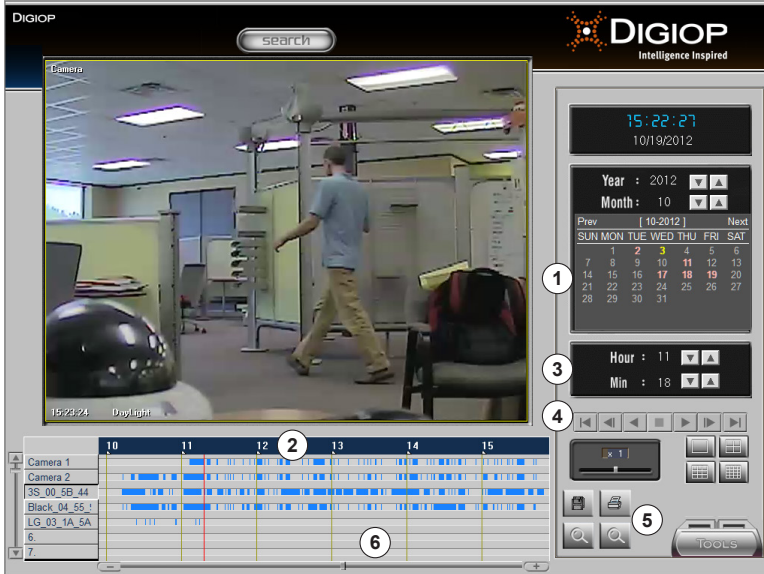 DIGIOP
search
DIGIOP
Intelligence Inspired
Camera
15:23:24 DayLight
15:22:27
10/19/2012
Year : 2012
Month : 10
Prev [ 10-2012 ] Next
SUN MON TUE WED THU FRI SAT
1 2 3 4 5 6
7 8 9 10 11 12 13
14 15 16 17 18 19 20
21 22 23 24 25 26 27
28 29 30 31
1
Hour : 11
Min : 18
3
4
x 1
5
TOOLS
10 11 12 13 14 15
2
Camera 1
Camera 2
3S_00_5B_44
Black_04_55_
LG_03_1A_5A
6.
7.
6